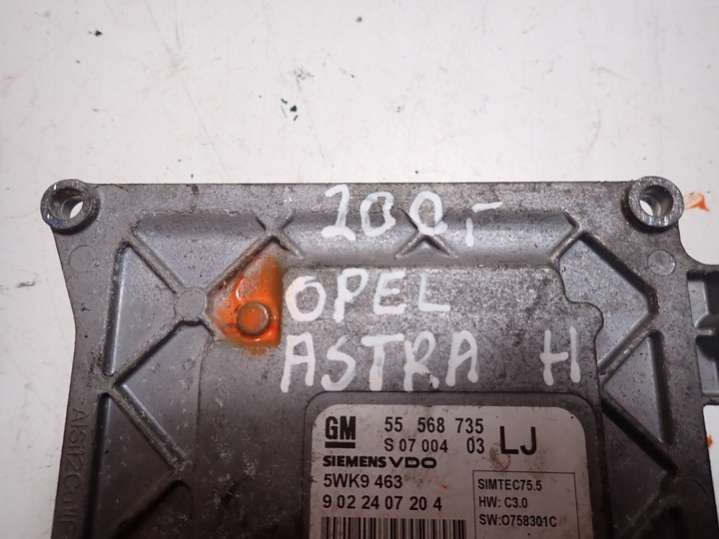 200,-
OPEL
ASTRA H
GM 55 568 735
S 07 004 03 LJ
SIEMENS VDO
5WK9 463
9 02 24 07 20 4
SIMTEC75.5
HW: C3.0
SW:O758301C